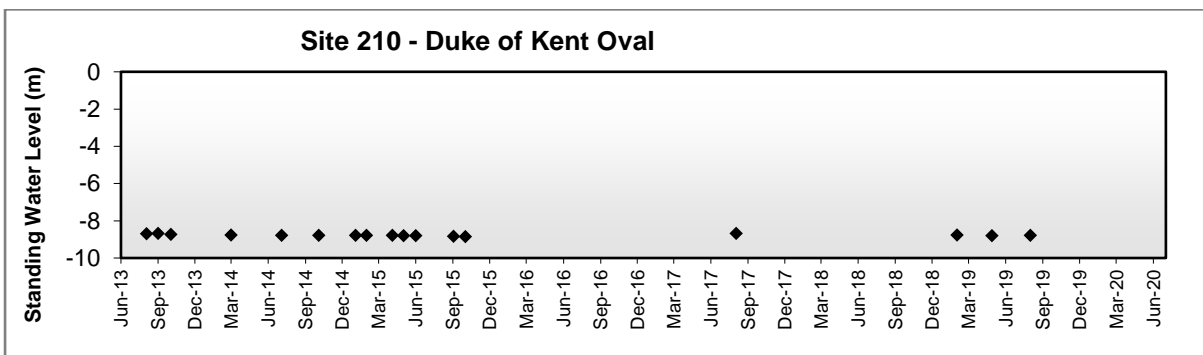 Site 210 - Duke of Kent Oval
Standing Water Level (m)
0
-2
-4
-6
-8
-10
Jun-13
Sep-13
Dec-13
Mar-14
Jun-14
Sep-14
Dec-14
Mar-15
Jun-15
Sep-15
Dec-15
Mar-16
Jun-16
Sep-16
Dec-16
Mar-17
Jun-17
Sep-17
Dec-17
Mar-18
Jun-18
Sep-18
Dec-18
Mar-19
Jun-19
Sep-19
Dec-19
Mar-20
Jun-20